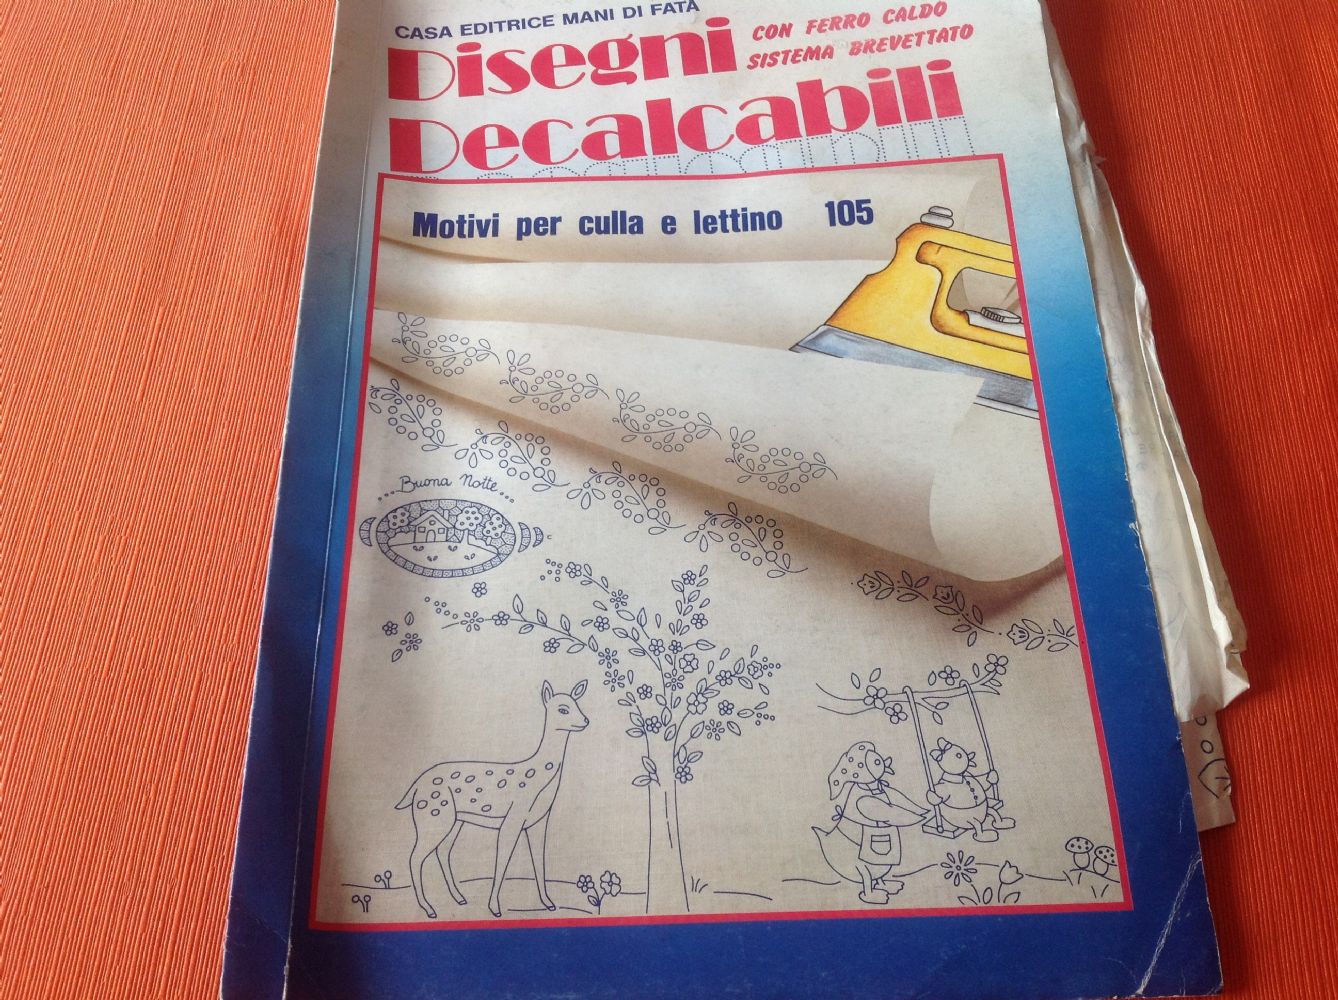 CASA EDITRICE MANI DI FATA
Disegni
CON FERRO CALDO
SISTEMA BREVETTATO
Decalcabili
Motivi per culla e lettino 105
...Buona Notte...